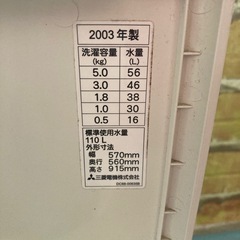 2003年製
洗濯容量 水量
(kg) (L)
5.0 56
3.0 46
1.8 38
1.0 30
0.5 16
標準使用水量
110L
外形寸法
幅 570mm
奥行 560mm
高さ 915mm
三菱電機株式会社